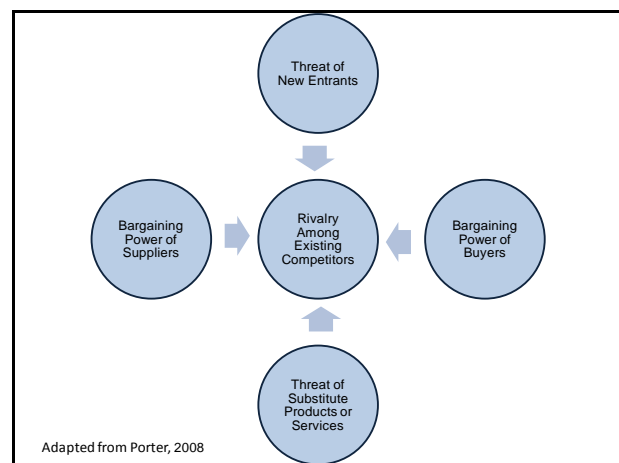 Threat of
New Entrants
Bargaining
Power of
Suppliers
Rivalry
Among
Existing
Competitors
Bargaining
Power of
Buyers
Threat of
Substitute
Products or
Services
Adapted from Porter, 2008